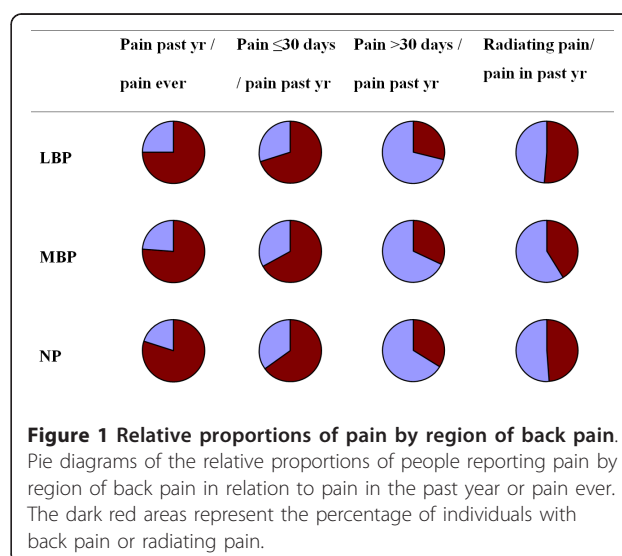 Pain past yr / Pain ≤30 days Pain >30 days / Radiating pain/
pain ever / pain past yr pain past yr pain in past yr
LBP
MBP
NP
Figure 1 Relative proportions of pain by region of back pain.
Pie diagrams of the relative proportions of people reporting pain by
region of back pain in relation to pain in the past year or pain ever.
The dark red areas represent the percentage of individuals with
back pain or radiating pain.